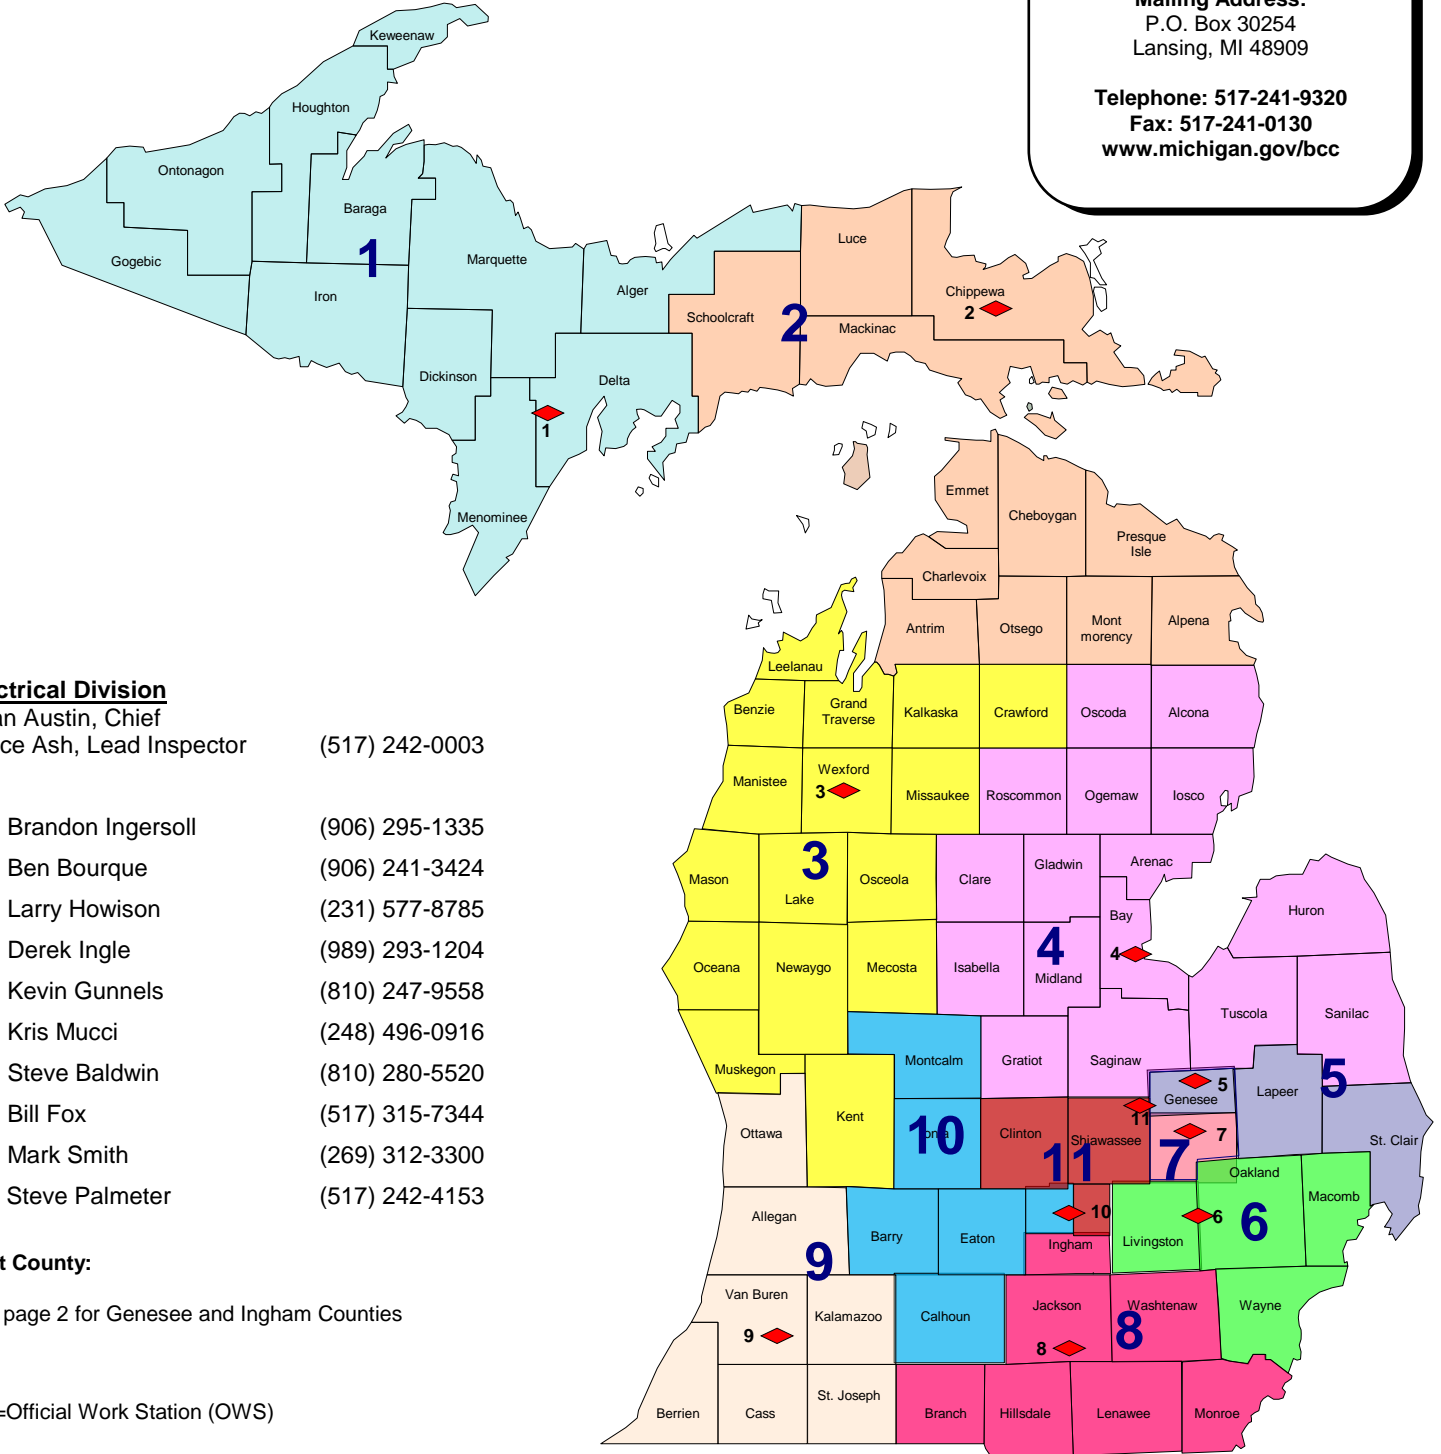 Mailing Address:
P.O. Box 30254
Lansing, MI 48909
Telephone: 517-241-9320
Fax: 517-241-0130
www.michigan.gov/bcc
Keweenaw
Houghton
Ontonagon
Baraga
1
Gogebic
Marquette
Iron
Alger
Luce
Chippewa
2
Schoolcraft
2
Mackinac
Dickinson
Delta
1
Menominee
Emmet
Cheboygan
Presque
Isle
Charlevoix
Antrim
Otsego
Mont
morency
Alpena
Leelanau
Benzie
Grand
Traverse
Kalkaska
Crawford
Oscoda
Alcona
Manistee
Wexford
3
Missaukee
Roscommon
Ogemaw
Iosco
Mason
3
Lake
Osceola
Clare
Gladwin
Arenac
Huron
Bay
Oceana
Newaygo
Mecosta
Isabella
4
Midland
4
Tuscola
Sanilac
Muskegon
Montcalm
Gratiot
Saginaw
5
Genesee
Lapeer
5
Kent
Ottawa
10
Clinton
Shiawassee
11
11
7
7
St. Clair
Oakland
Macomb
Allegan
Barry
Eaton
10
Ingham
Livingston
6
6
9
Van Buren
Kalamazoo
Calhoun
Jackson
Washtenaw
Wayne
9
8
8
Berrien
Cass
St. Joseph
Branch
Hillsdale
Lenawee
Monroe
ctrical Division
an Austin, Chief
ce Ash, Lead Inspector (517) 242-0003
Brandon Ingersoll (906) 295-1335
Ben Bourque (906) 241-3424
Larry Howison (231) 577-8785
Derek Ingle (989) 293-1204
Kevin Gunnels (810) 247-9558
Kris Mucci (248) 496-0916
Steve Baldwin (810) 280-5520
Bill Fox (517) 315-7344
Mark Smith (269) 312-3300
Steve Palmeter (517) 242-4153
t County:
page 2 for Genesee and Ingham Counties
=Official Work Station (OWS)